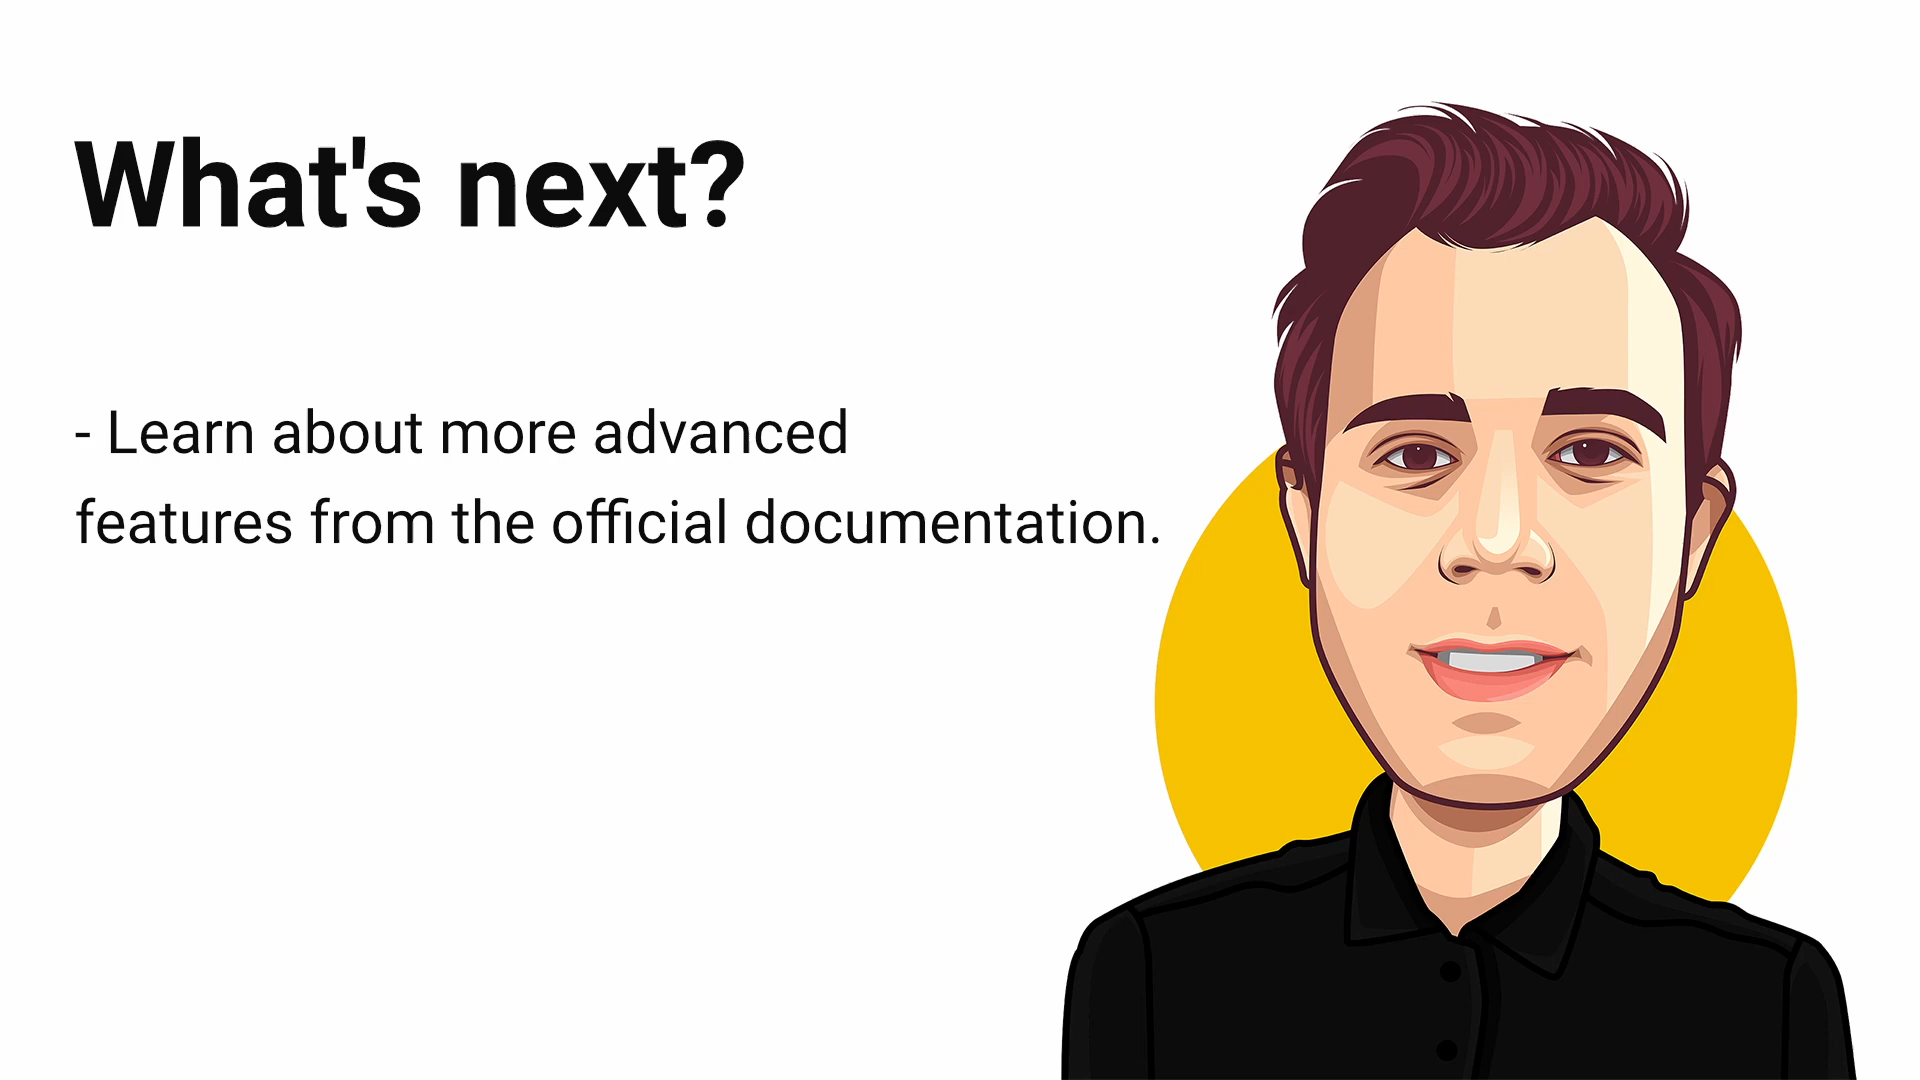 What's next?
- Learn about more advanced
features from the official documentation.